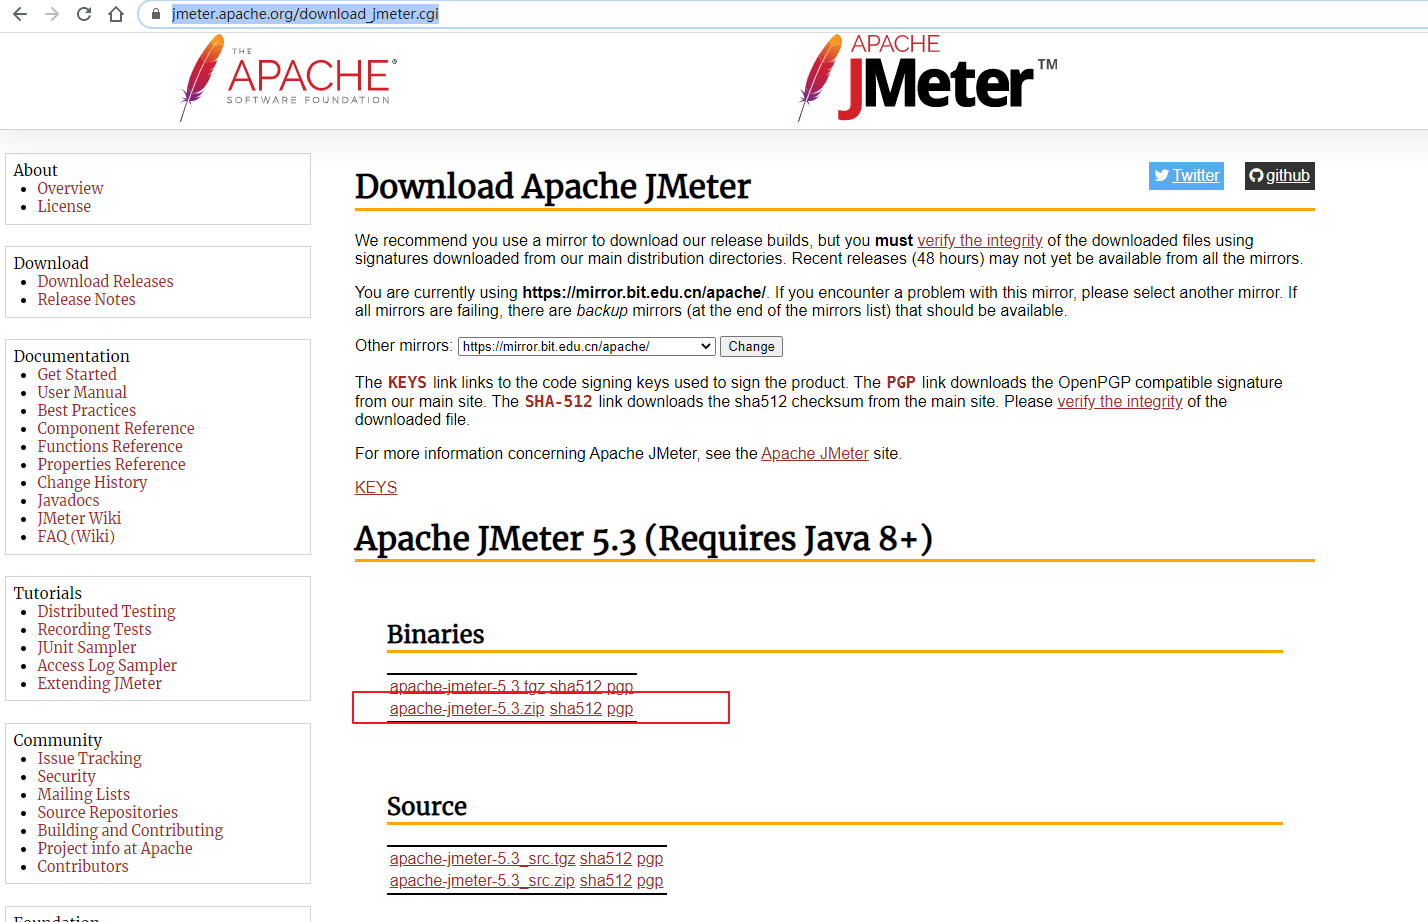 jmeter.apache.org/download_jmeter.cgi
THE
APACHE®
SOFTWARE FOUNDATION
APACHE
JMeter™
About
Overview
License
Download
Download Releases
Release Notes
Documentation
Get Started
User Manual
Best Practices
Component Reference
Functions Reference
Properties Reference
Change History
Javadocs
JMeter Wiki
FAQ (Wiki)
Tutorials
Distributed Testing
Recording Tests
JUnit Sampler
Access Log Sampler
Extending JMeter
Community
Issue Tracking
Security
Mailing Lists
Source Repositories
Building and Contributing
Project info at Apache
Contributors
Foundation
Twitter
github
Download Apache JMeter
We recommend you use a mirror to download our release builds, but you must verify the integrity of the downloaded files using
signatures downloaded from our main distribution directories. Recent releases (48 hours) may not yet be available from all the mirrors.
You are currently using https://mirror.bit.edu.cn/apache/. If you encounter a problem with this mirror, please select another mirror. If
all mirrors are failing, there are backup mirrors (at the end of the mirrors list) that should be available.
Other mirrors: https://mirror.bit.edu.cn/apache/ Change
The KEYS link links to the code signing keys used to sign the product. The PGP link downloads the OpenPGP compatible signature
from our main site. The SHA-512 link downloads the sha512 checksum from the main site. Please verify the integrity of the
downloaded file.
For more information concerning Apache JMeter, see the Apache JMeter site.
KEYS
Apache JMeter 5.3 (Requires Java 8+)
Binaries
apache-jmeter-5.3.tgz sha512 pgp
apache-jmeter-5.3.zip sha512 pgp
Source
apache-jmeter-5.3_src.tgz sha512 pgp
apache-jmeter-5.3_src.zip sha512 pgp